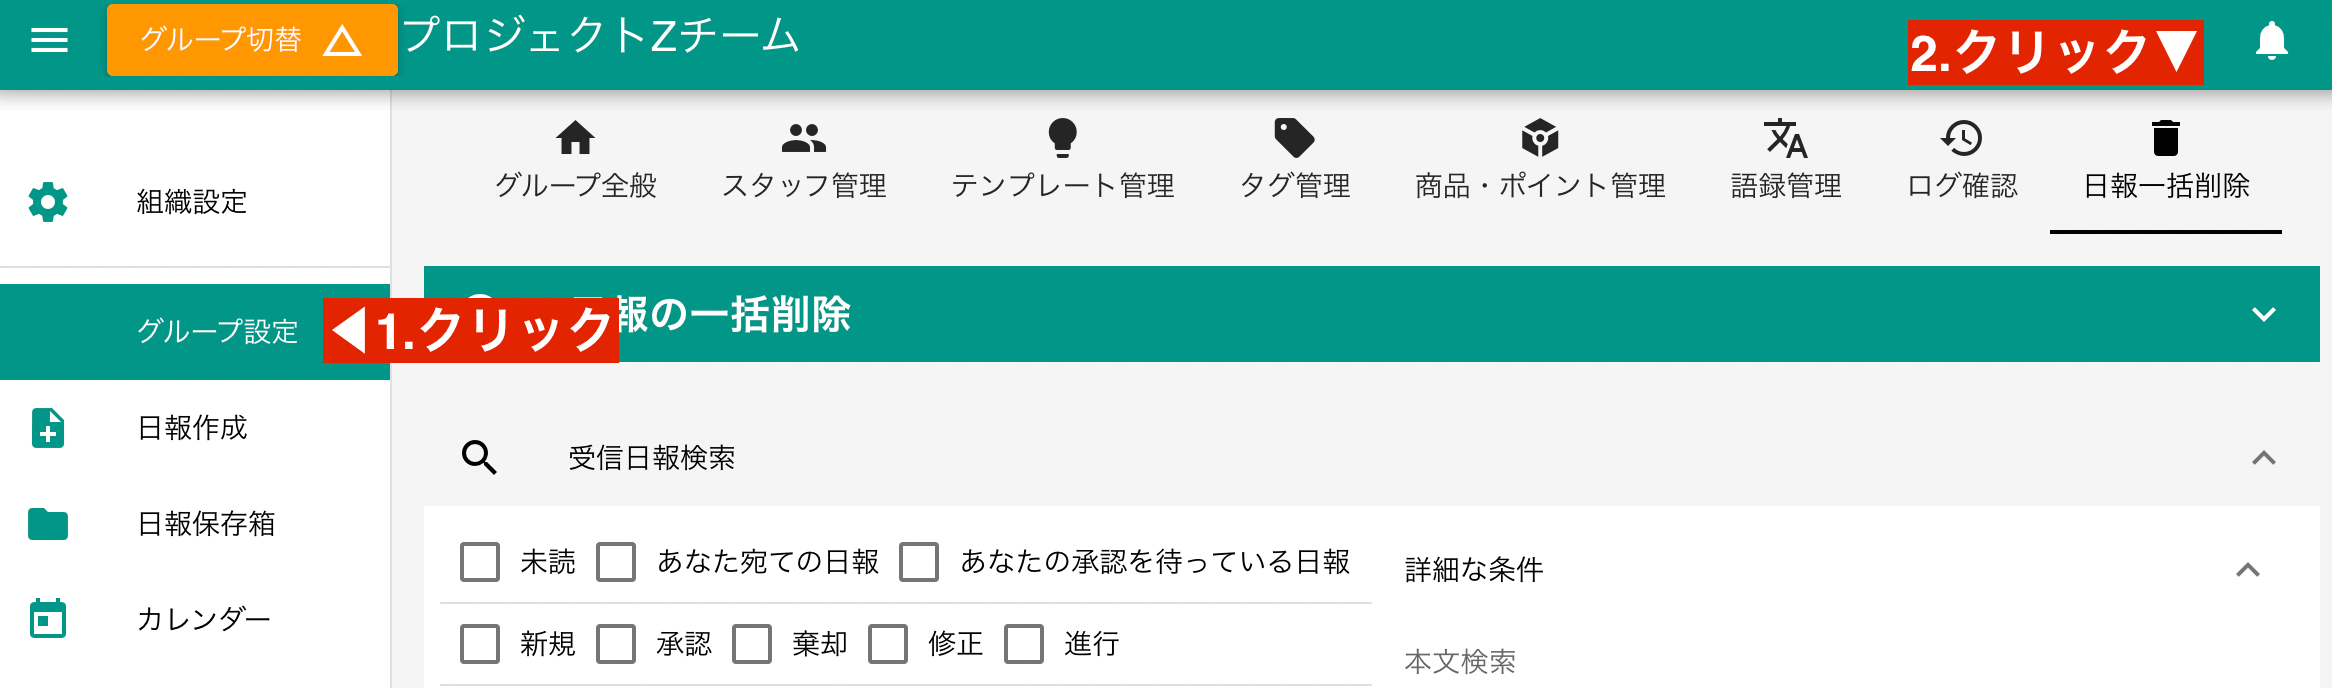 グループ切替 プロジェクトZチーム
2.クリック▼
グループ全般 スタッフ管理 テンプレート管理 タグ管理 商品・ポイント管理 語録管理 ログ確認 日報一括削除
組織設定
グループ設定
◀1.クリック
報の一括削除
日報作成
受信日報検索
日報保存箱
未読 あなた宛ての日報 あなたの承認を待っている日報
詳細な条件
カレンダー
新規 承認 棄却 修正 進行
本文検索